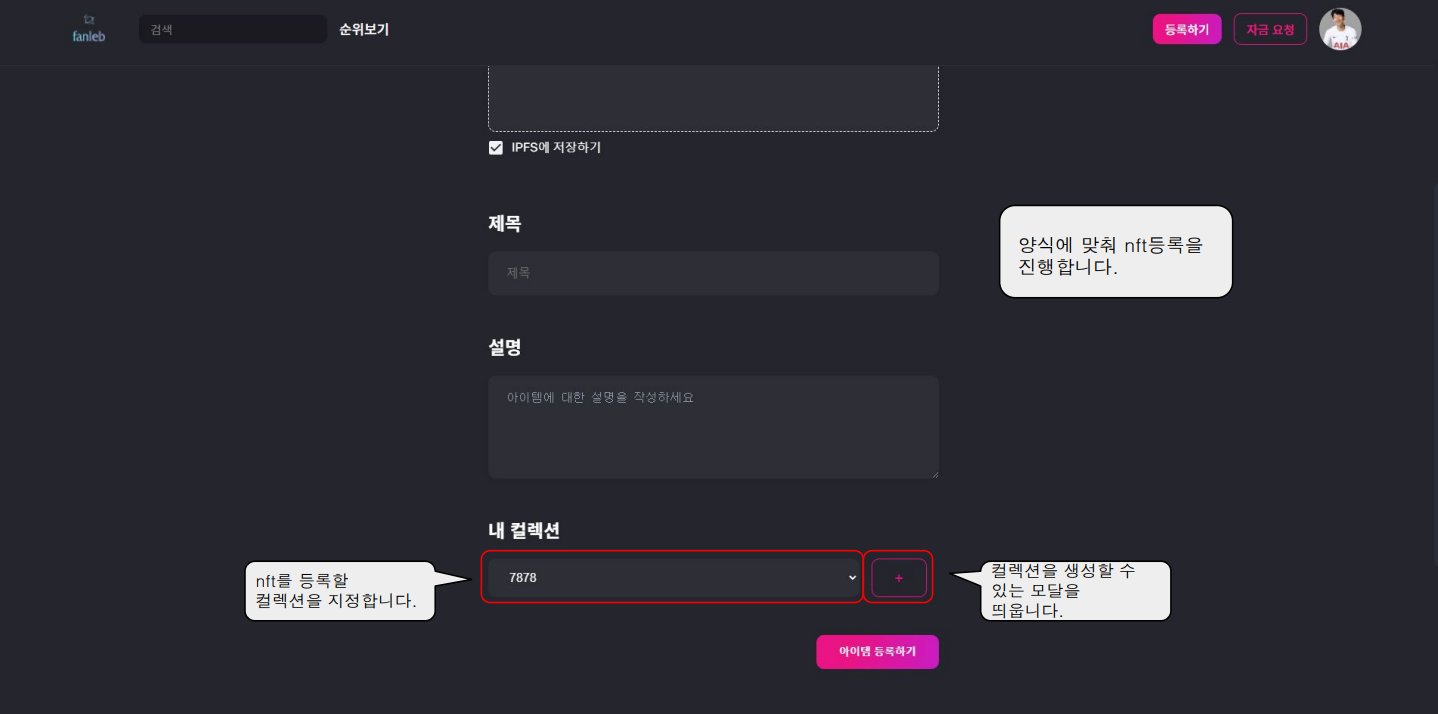 fanleb
검색
순위보기
등록하기
자금 요청
AIA
IPFS에 저장하기
제목
제목
양식에 맞춰 nft등록을
진행합니다.
설명
아이템에 대한 설명을 작성하세요
내 컬렉션
7878
+
nft를 등록할
컬렉션을 지정합니다.
컬렉션을 생성할 수
있는 모달을
띄웁니다.
아이템 등록하기